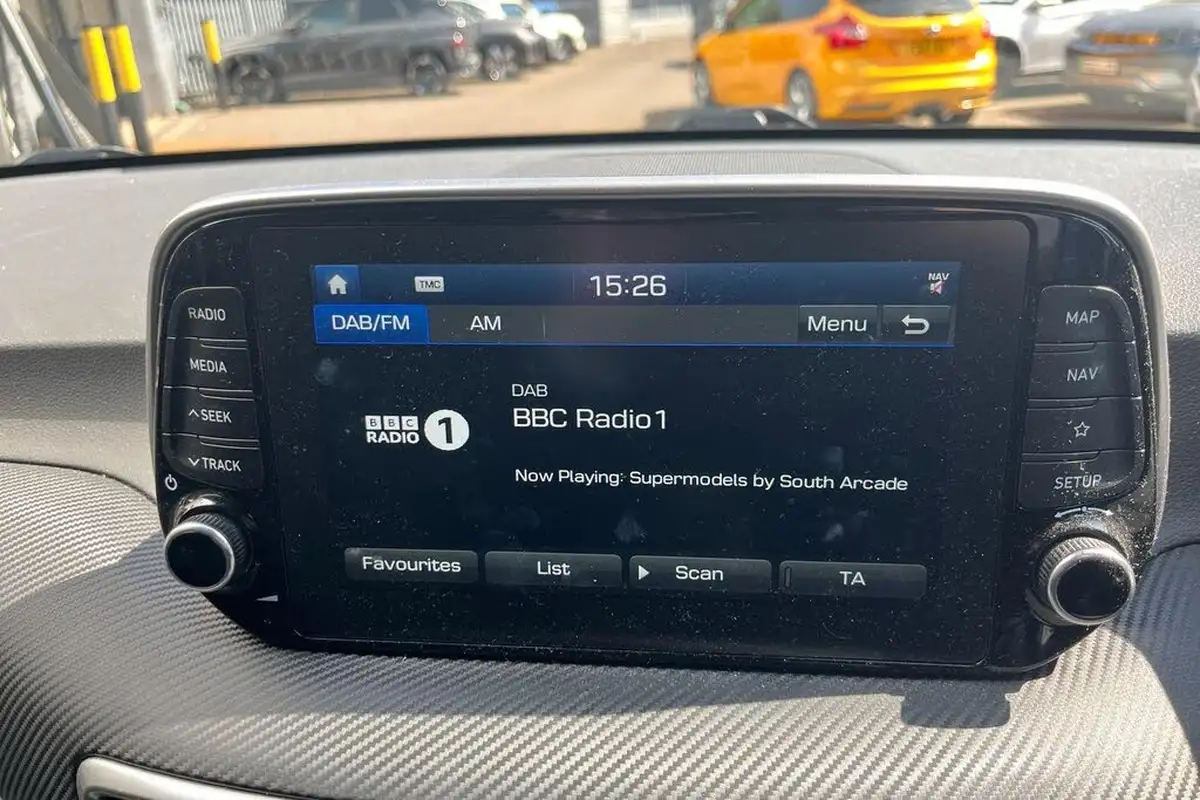 TMC
15:26
NAV
DAB/FM
AM
Menu
RADIO
MEDIA
SEEK
TRACK
MAP
NAV
SETUP
BBC
RADIO
1
DAB
BBC Radio 1
Now Playing: Supermodels by South Arcade
Favourites
List
Scan
TA